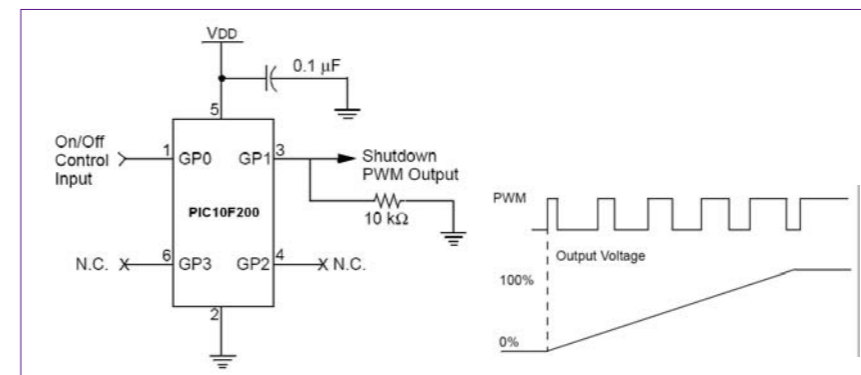 VDD
0.1 µF
5
On/Off
Control
Input
1
GP0
GP1
3
Shutdown
PWM Output
10 kΩ
PIC10F200
N.C.
6
GP3
GP2
4
N.C.
2
PWM
Output Voltage
100%
0%